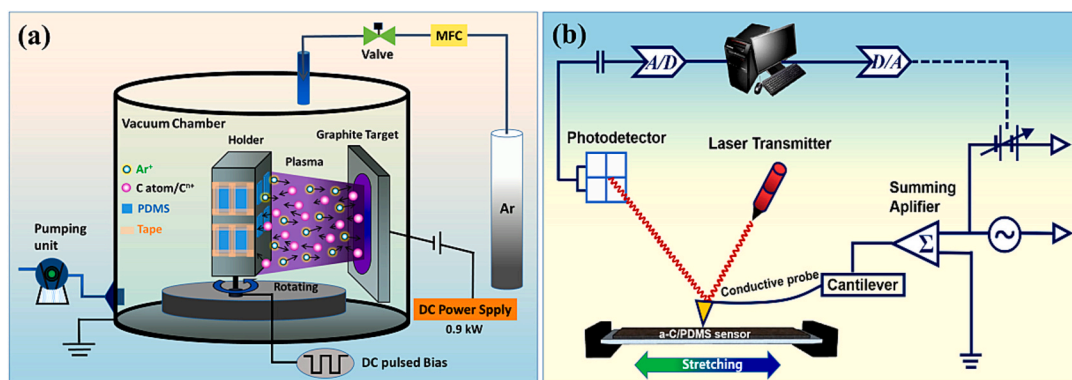 (a)
MFC
Valve
Vacuum Chamber
Holder
Graphite Target
Plasma
Ar⁺
C atom/Cⁿ⁺
PDMS
Tape
Ar
Pumping
unit
Rotating
DC Power Spply
0.9 kW
DC pulsed Bias
(b)
A/D
D/A
Photodetector
Laser Transmitter
Summing
Aplifier
Σ
~
Conductive probe
Cantilever
a-C/PDMS sensor
Stretching